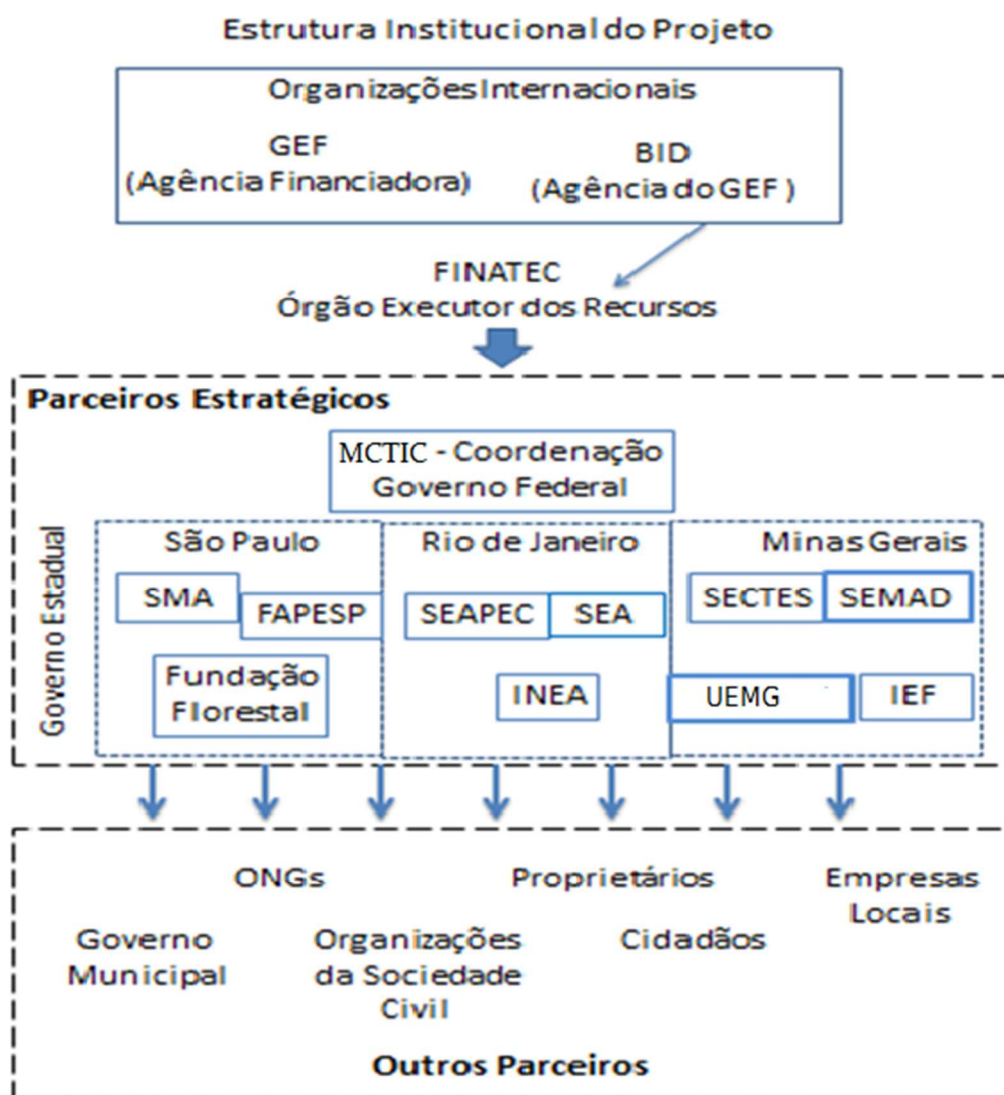 Estrutura Institucional do Projeto
Organizações Internacionais
GEF
(Agência Financiadora)
BID
(Agência do GEF)
FINATEC
Órgão Executor dos Recursos
Parceiros Estratégicos
MCTIC - Coordenação
Governo Federal
Governo Estadual
São Paulo
SMA
FAPESP
Fundação
Florestal
Rio de Janeiro
SEAPEC
SEA
INEA
Minas Gerais
SECTES
SEMAD
UEMG
IEF
ONGs
Proprietários
Empresas
Locais
Governo
Municipal
Organizações
da Sociedade
Civil
Cidadãos
Outros Parceiros